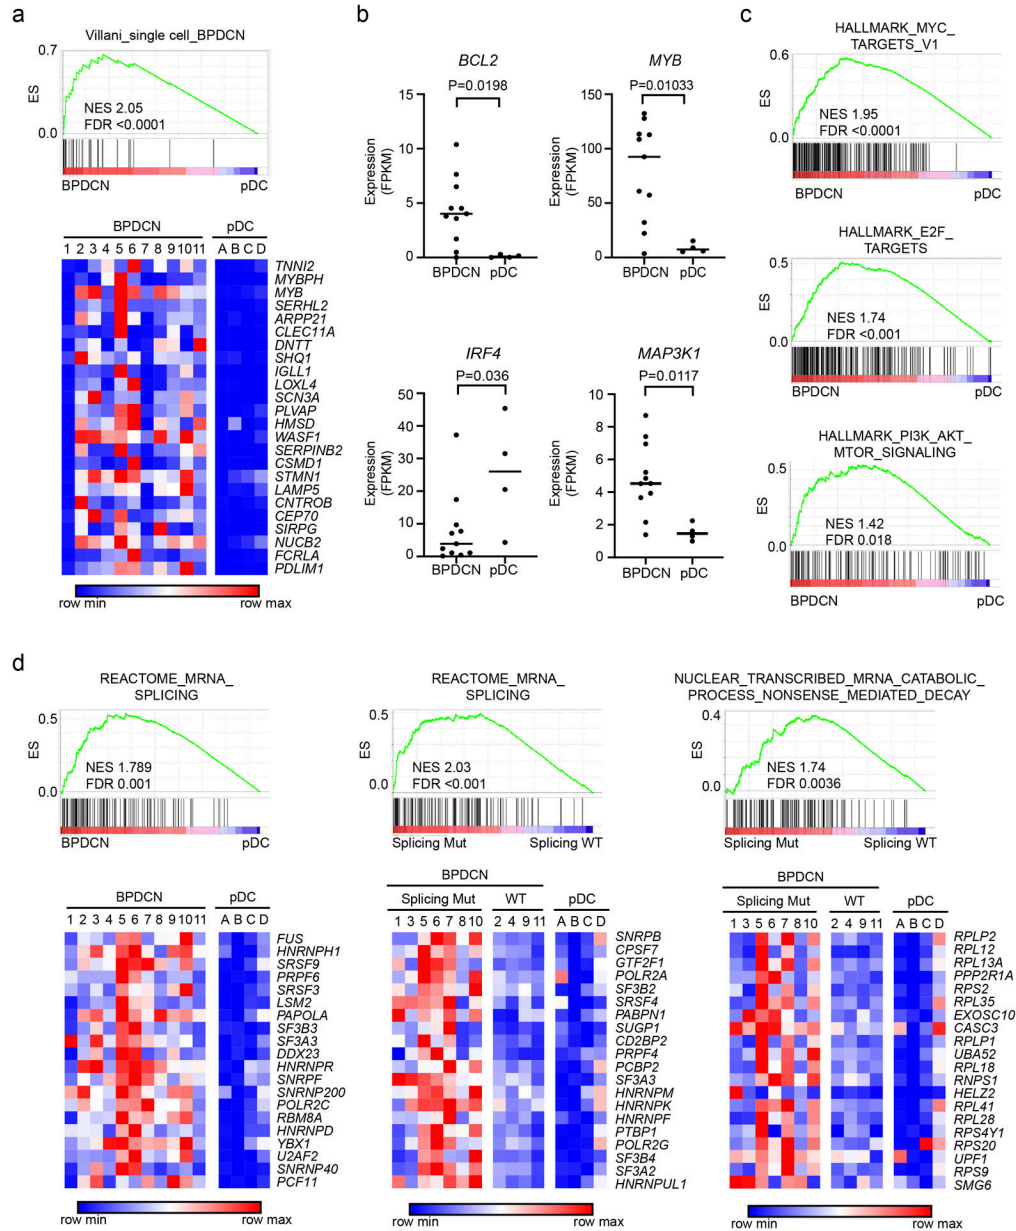 a
Villani_single cell_BPDCN
0.7
ES
NES 2.05
FDR <0.0001
0.0
BPDCN pDC
BPDCN pDC
1 2 3 4 5 6 7 8 9 10 11 A B C D
TNNI2
MYBPH
MYB
SERHL2
ARPP21
CLEC11A
DNTT
SHQ1
IGLL1
LOXL4
SCN3A
PLVAP
HMSD
WASF1
SERPINB2
CSMD1
STMN1
LAMP5
CNTROB
CEP70
SIRPG
NUCB2
FCRLA
PDLIM1
row min row max
b
BCL2
P=0.0198
15
10
5
0
Expression
(FPKM)
BPDCN pDC
MYB
P=0.01033
150
100
50
0
Expression
(FPKM)
BPDCN pDC
IRF4
P=0.036
50
40
30
20
10
0
Expression
(FPKM)
BPDCN pDC
MAP3K1
P=0.0117
10
8
6
4
2
0
Expression
(FPKM)
BPDCN pDC
c
HALLMARK_MYC_
TARGETS_V1
0.6
ES
NES 1.95
FDR <0.0001
0.0
BPDCN pDC
HALLMARK_E2F_
TARGETS
0.5
ES
NES 1.74
FDR <0.001
0.0
BPDCN pDC
HALLMARK_PI3K_AKT_
MTOR_SIGNALING
0.5
ES
NES 1.42
FDR 0.018
0.0
BPDCN pDC
d
REACTOME_MRNA_
SPLICING
0.5
ES
NES 1.789
FDR 0.001
0.0
BPDCN pDC
BPDCN pDC
1 2 3 4 5 6 7 8 9 10 11 A B C D
FUS
HNRNPH1
SRSF9
PRPF6
SRSF3
LSM2
PAPOLA
SF3B3
SF3A3
DDX23
HNRNPR
SNRPF
SNRNP200
POLR2C
RBM8A
HNRNPD
YBX1
U2AF2
SNRNP40
PCF11
row min row max
REACTOME_MRNA_
SPLICING
0.5
ES
NES 2.03
FDR <0.001
0.0
Splicing Mut Splicing WT
BPDCN
Splicing Mut WT pDC
1 3 5 6 7 8 10 2 4 9 11 A B C D
SNRPB
CPSF7
GTF2F1
POLR2A
SF3B2
SRSF4
PABPN1
SUGP1
CD2BP2
PRPF4
PCBP2
SF3A3
HNRNPM
HNRNPK
HNRNPF
PTBP1
POLR2G
SF3B4
SF3A2
HNRNPUL1
row min row max
NUCLEAR_TRANSCRIBED_MRNA_CATABOLIC_
PROCESS_NONSENSE_MEDIATED_DECAY
0.4
ES
NES 1.74
FDR 0.0036
0.0
Splicing Mut Splicing WT
BPDCN
Splicing Mut WT pDC
1 3 5 6 7 8 10 2 4 9 11 A B C D
RPLP2
RPL12
RPL13A
PPP2R1A
RPS2
RPL35
EXOSC10
CASC3
RPLP1
UBA52
RPL18
RNPS1
HELZ2
RPL41
RPL28
RPS4Y1
RPS20
UPF1
RPS9
SMG6
row min row max